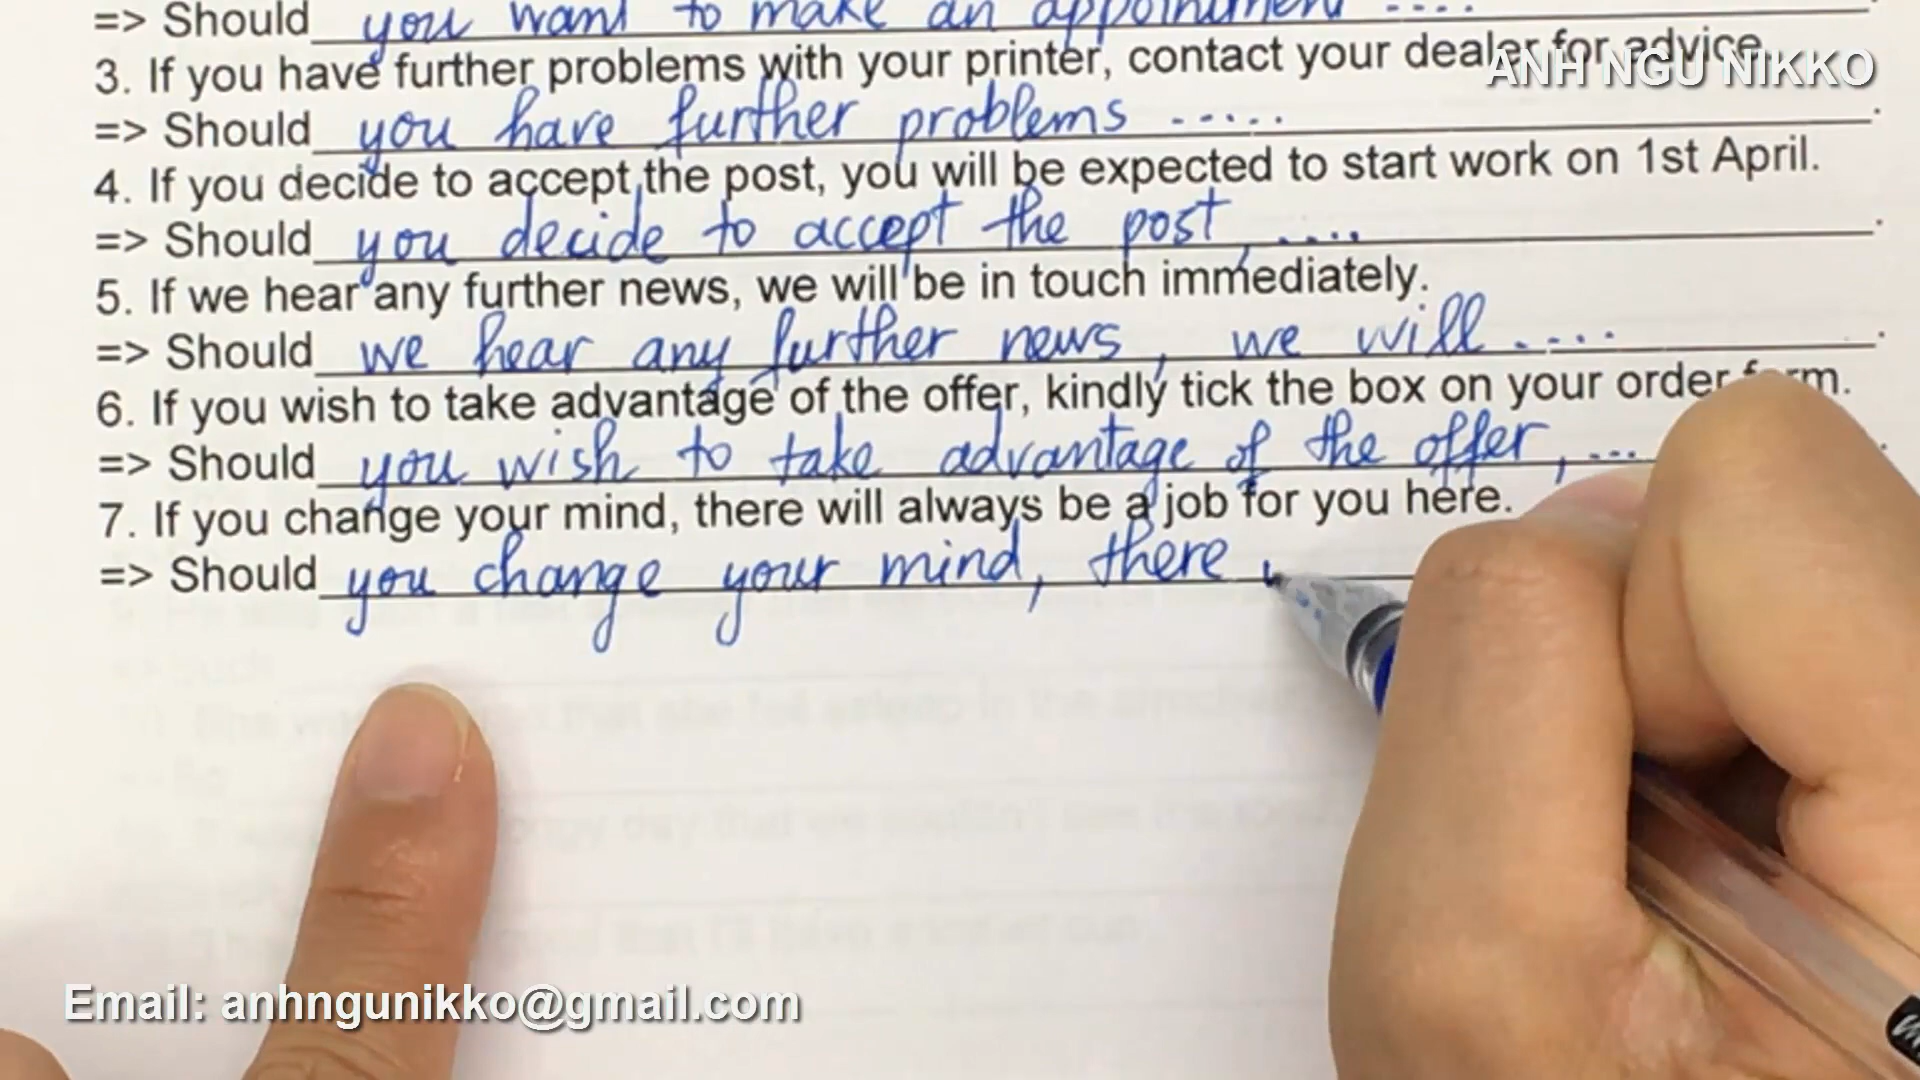 => Should you want to make an appointment ....
3. If you have further problems with your printer, contact your dealer for advice.
ANH NGU NIKKO
=> Should you have further problems .....
4. If you decide to accept the post, you will be expected to start work on 1st April.
=> Should you decide to accept the post, ....
5. If we hear any further news, we will be in touch immediately.
=> Should we hear any further news, we will ....
6. If you wish to take advantage of the offer, kindly tick the box on your order form.
=> Should you wish to take advantage of the offer, ...
7. If you change your mind, there will always be a job for you here.
=> Should you change your mind, there
Email: anhngunikko@gmail.com